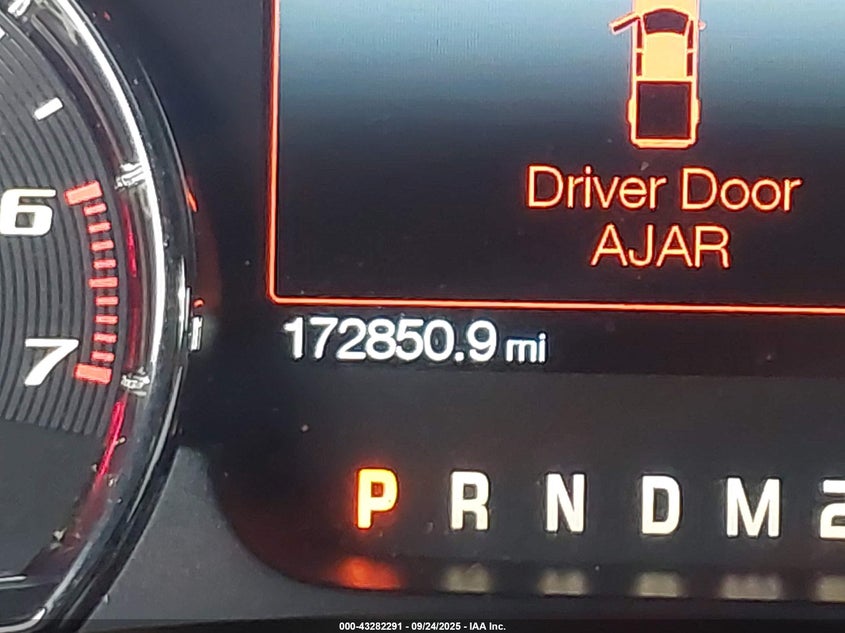 6
7
Driver Door
AJAR
172850.9 mi
P R N D M 2
000-43282291 - 09/24/2025 - IAA Inc.